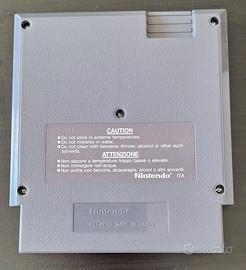 CAUTION
●Do not store in extreme temperatures.
●Do not immerse in water.
●Do not clean with benzene, thinner, alcohol or other such
solvents.
ATTENZIONE
●Non esporre a temperature troppo basse o elevate.
●Non immergere nell'acqua.
●Non pulire con benzina, acquaragia, alcool o altri solventi
Nintendo ITA
Nintendo
subito